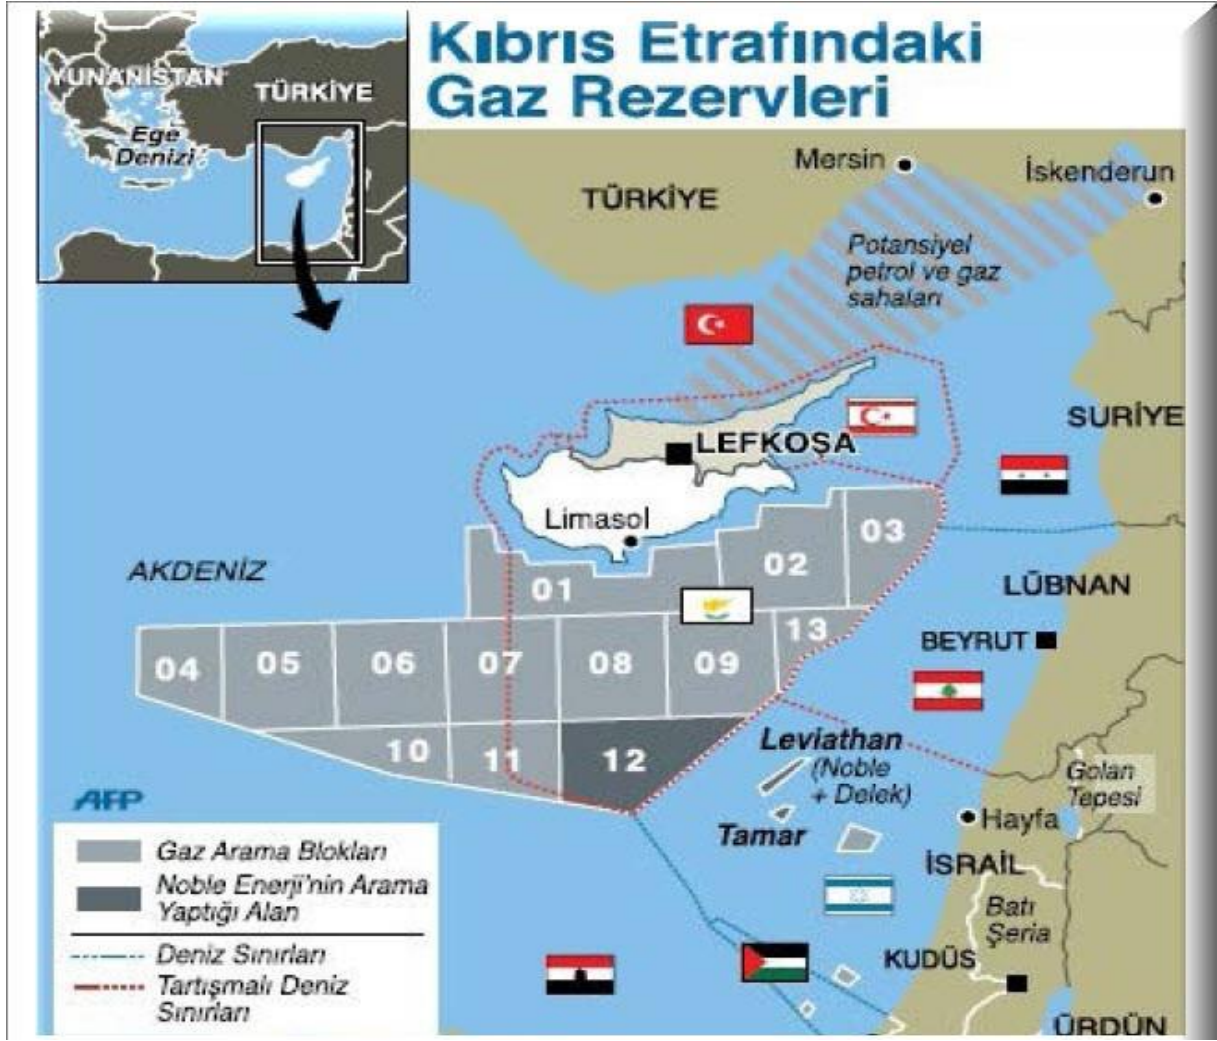 Kıbrıs Etrafındaki
Gaz Rezervleri
YUNANİSTAN
TÜRKİYE
Ege
Denizi
Mersin
İskenderun
TÜRKİYE
Potansiyel
petrol ve gaz
sahaları
SURİYE
LEFKOŞA
Limasol
03
02
01
AKDENİZ
LÜBNAN
BEYRUT
13
04
05
06
07
08
09
10
11
12
Leviathan
(Noble
+ Delek)
Golan
Tepesi
Tamar
Hayfa
İSRAİL
Batı
Şeria
KUDÜS
ÜRDÜN
AFP
Gaz Arama Blokları
Noble Enerji'nin Arama
Yaptığı Alan
Deniz Sınırları
Tartışmalı Deniz
Sınırları